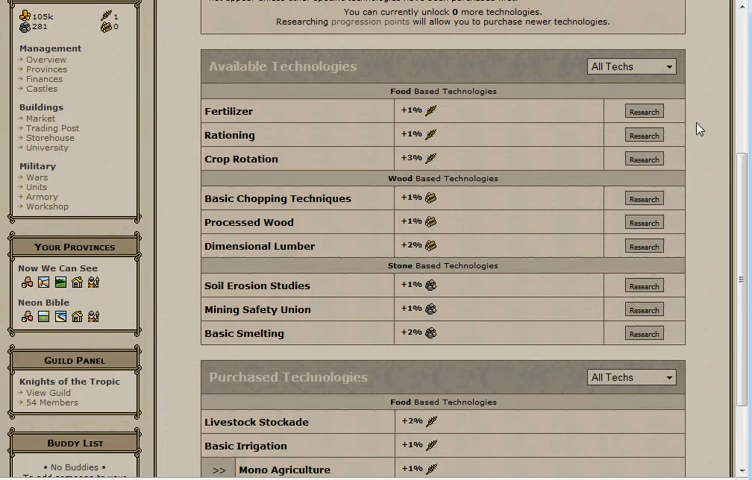 105k 1
281 0
Management
Overview
Provinces
Finances
Castles
Buildings
Market
Trading Post
Storehouse
University
Military
Wars
Units
Armory
Workshop
YOUR PROVINCES
Now We Can See
Neon Bible
GUILD PANEL
Knights of the Tropic
View Guild
54 Members
BUDDY LIST
• No Buddies •
You can currently unlock 0 more technologies.
Researching progression points will allow you to purchase newer technologies.
Available Technologies All Techs
Food Based Technologies
Fertilizer +1% Research
Rationing +1% Research
Crop Rotation +3% Research
Wood Based Technologies
Basic Chopping Techniques +1% Research
Processed Wood +1% Research
Dimensional Lumber +2% Research
Stone Based Technologies
Soil Erosion Studies +1% Research
Mining Safety Union +1% Research
Basic Smelting +2% Research
Purchased Technologies All Techs
Food Based Technologies
Livestock Stockade +2%
Basic Irrigation +1%
>> Mono Agriculture +1%